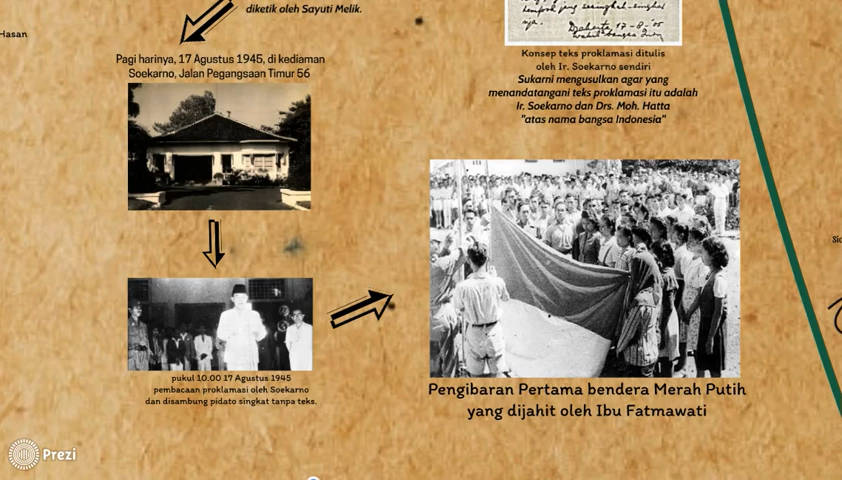 diketik oleh Sayuti Melik.
Hasan
Pagi harinya, 17 Agustus 1945, di kediaman
Soekarno, Jalan Pegangsaan Timur 56
Konsep teks proklamasi ditulis
oleh Ir. Soekarno sendiri
Sukarni mengusulkan agar yang
menandatangani teks proklamasi itu adalah
Ir. Soekarno dan Drs. Moh. Hatta
"atas nama bangsa Indonesia"
pukul 10.00 17 Agustus 1945
pembacaan proklamasi oleh Soekarno
dan disambung pidato singkat tanpa teks.
Pengibaran Pertama bendera Merah Putih
yang dijahit oleh Ibu Fatmawati
Prezi